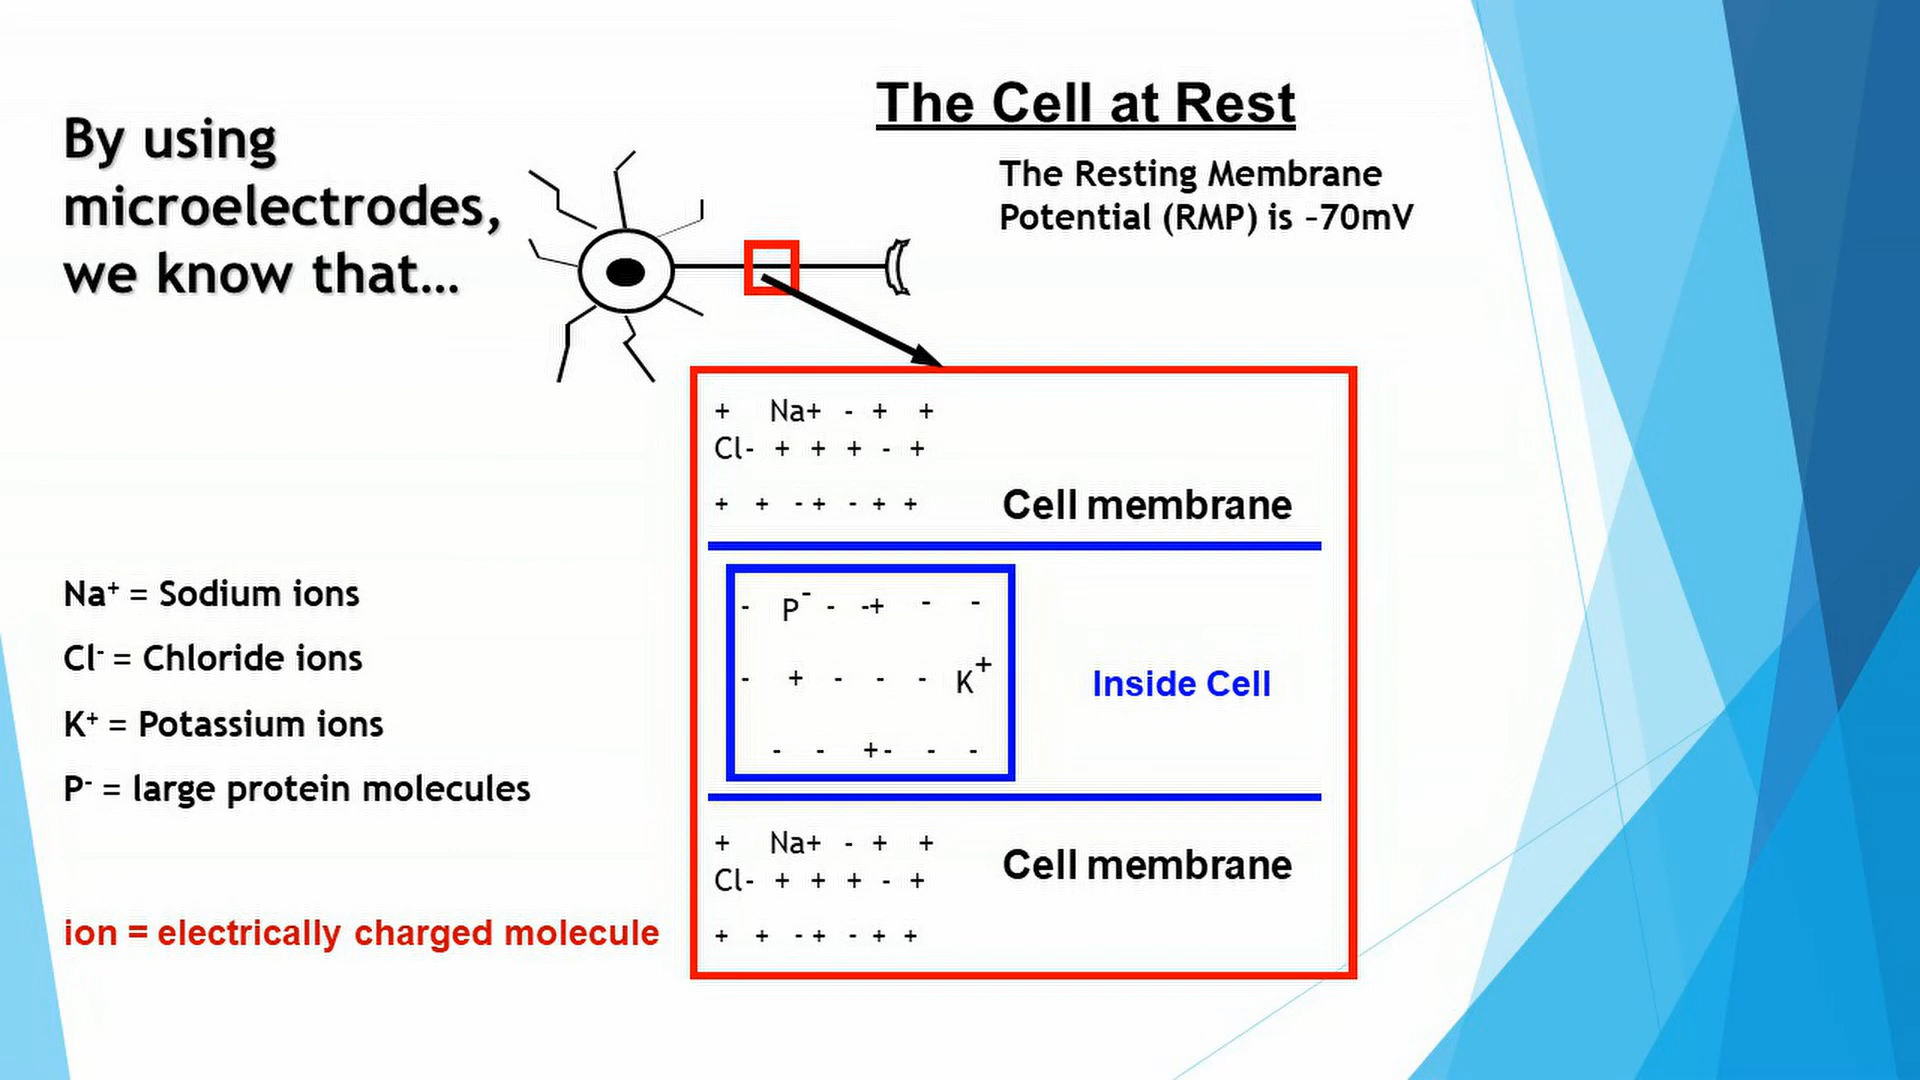 The Cell at Rest
By using
microelectrodes,
we know that…
The Resting Membrane
Potential (RMP) is –70mV
+ Na+ - + +
Cl- + + + - +
+ + - + - + +
Cell membrane
- P- - -+ - -
- + - - - K+
- - +- - -
Inside Cell
+ Na+ - + +
Cl- + + + - +
+ + - + - + +
Cell membrane
Na+ = Sodium ions
Cl- = Chloride ions
K+ = Potassium ions
P- = large protein molecules
ion = electrically charged molecule